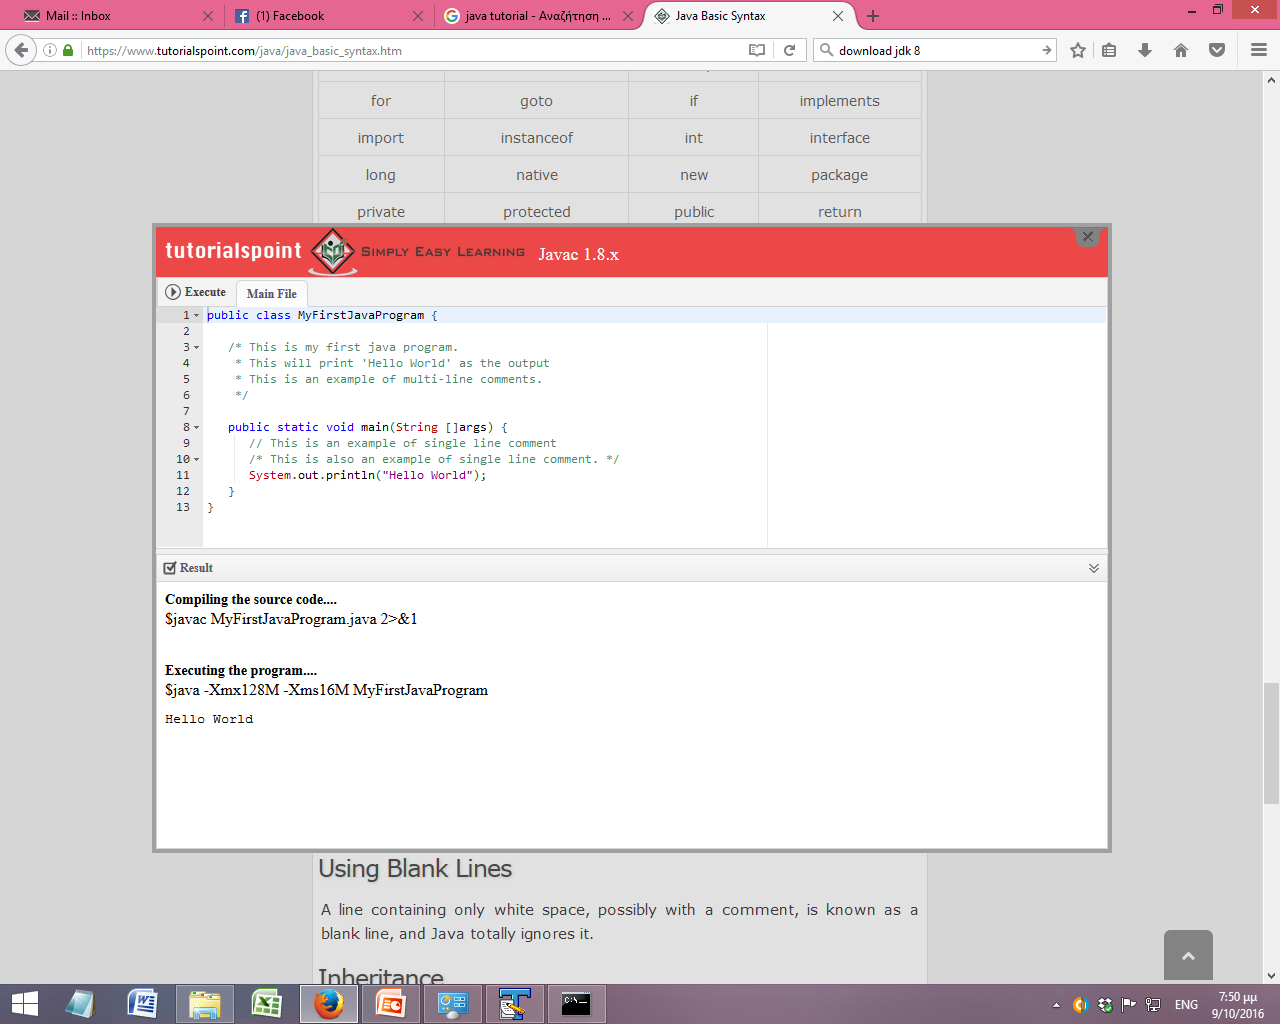 Mail :: Inbox
(1) Facebook
java tutorial - Αναζήτηση ...
Java Basic Syntax
https://www.tutorialspoint.com/java/java_basic_syntax.htm
download jdk 8
for goto if implements
import instanceof int interface
long native new package
private protected public return
tutorialspoint SIMPLY EASY LEARNING Javac 1.8.x
Execute Main File
1 public class MyFirstJavaProgram {
2
3 /* This is my first java program.
4 * This will print 'Hello World' as the output
5 * This is an example of multi-line comments.
6 */
7
8 public static void main(String []args) {
9 // This is an example of single line comment
10 /* This is also an example of single line comment. */
11 System.out.println("Hello World");
12 }
13 }
Result
Compiling the source code....
$javac MyFirstJavaProgram.java 2>&1
Executing the program....
$java -Xmx128M -Xms16M MyFirstJavaProgram
Hello World
Using Blank Lines
A line containing only white space, possibly with a comment, is known as a
blank line, and Java totally ignores it.
Inheritance
ENG
7:50 μμ
9/10/2016